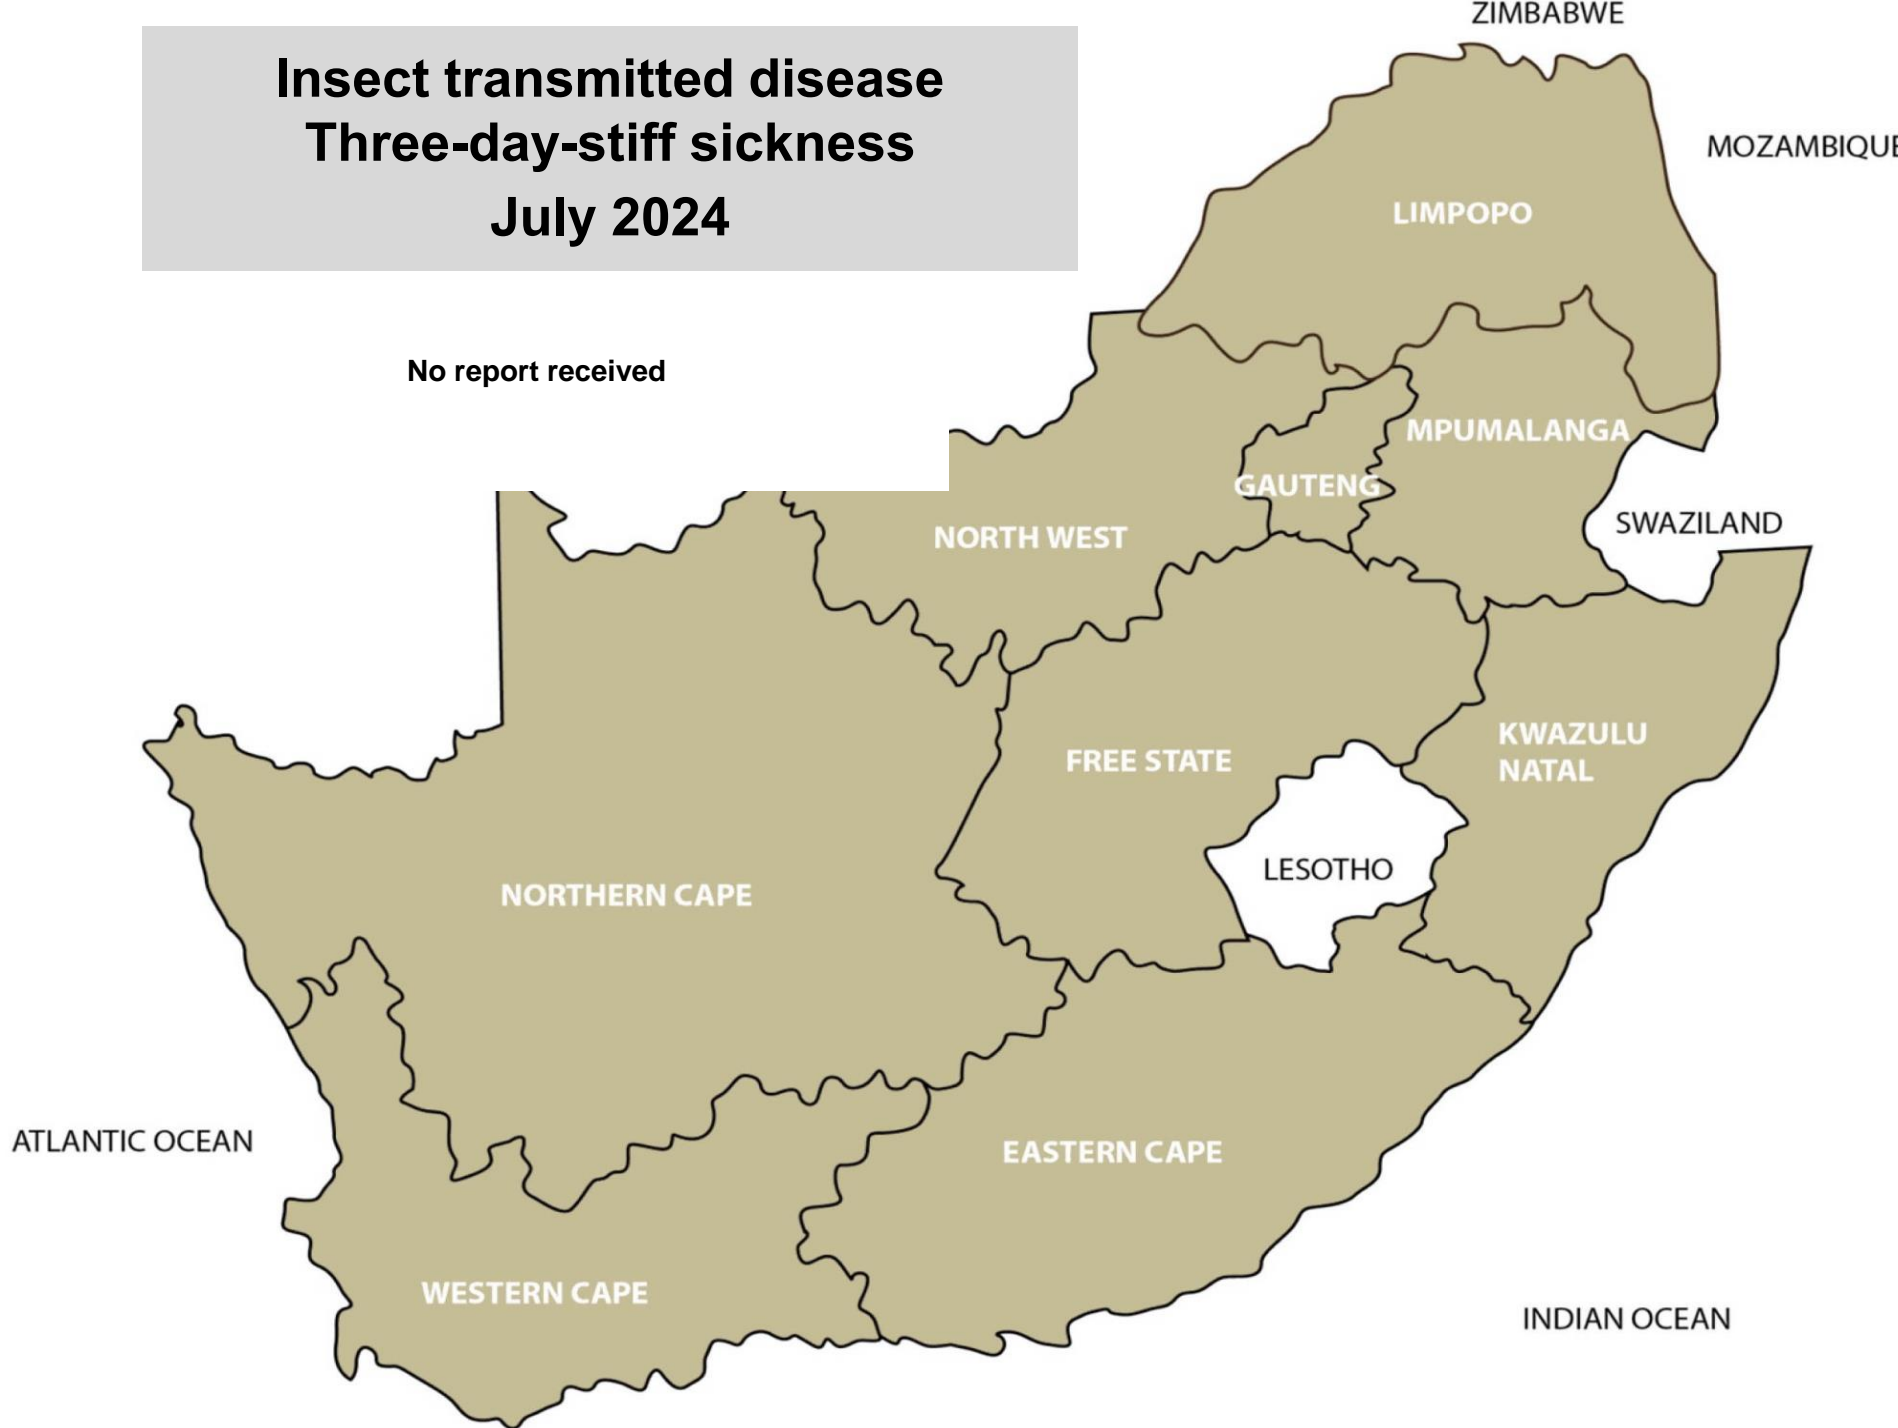 ZIMBABWE
Insect transmitted disease
Three-day-stiff sickness
July 2024
MOZAMBIQUE
LIMPOPO
No report received
MPUMALANGA
GAUTENG
SWAZILAND
NORTH WEST
KWAZULU
NATAL
FREE STATE
LESOTHO
NORTHERN CAPE
ATLANTIC OCEAN
EASTERN CAPE
WESTERN CAPE
INDIAN OCEAN